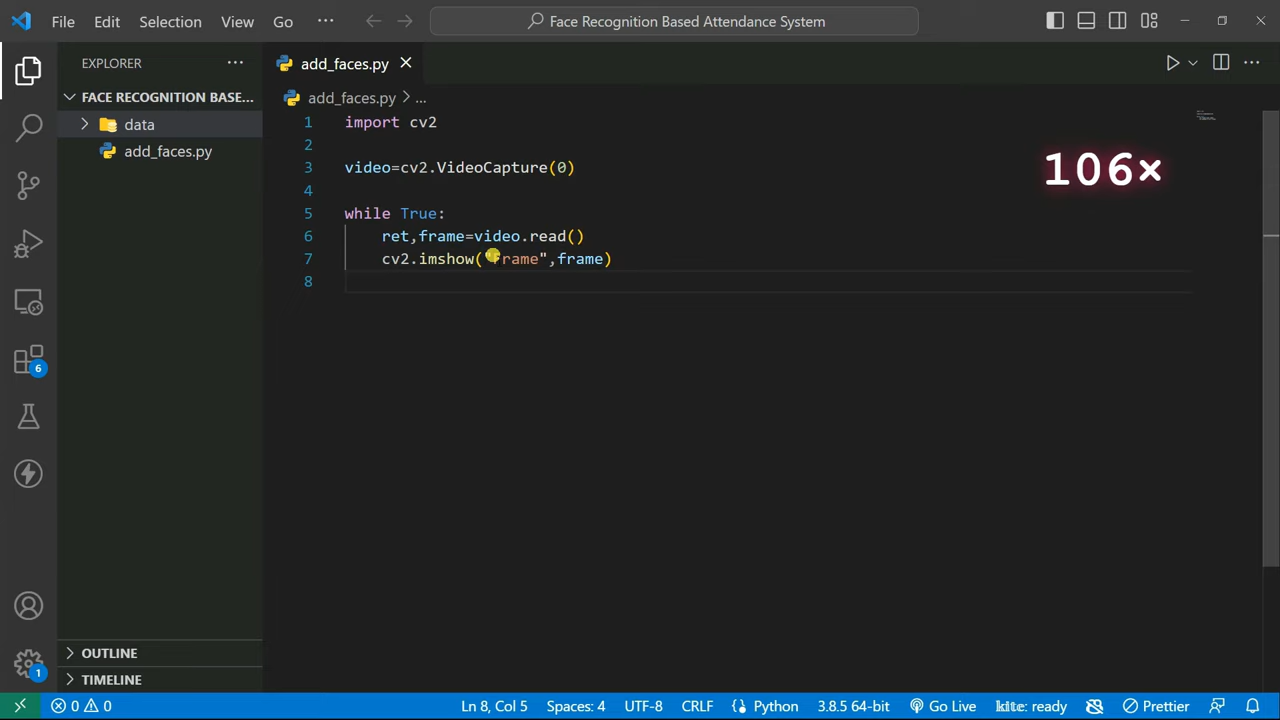 File Edit Selection View Go ··· Face Recognition Based Attendance System
EXPLORER ···
FACE RECOGNITION BASE...
data
add_faces.py
add_faces.py
add_faces.py > ...
1 import cv2
2
3 video=cv2.VideoCapture(0)
4
5 while True:
6 ret,frame=video.read()
7 cv2.imshow("frame",frame)
8
106×
6
1
OUTLINE
TIMELINE
0 0 Ln 8, Col 5 Spaces: 4 UTF-8 CRLF Python 3.8.5 64-bit Go Live kite: ready Prettier